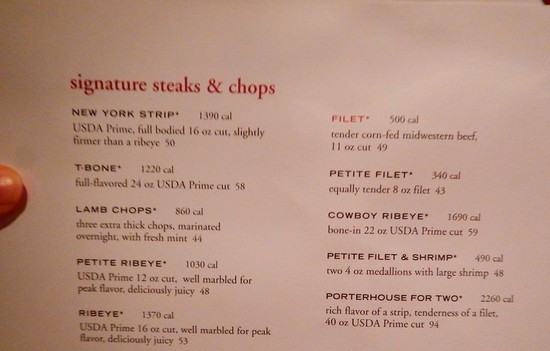 signature steaks & chops
NEW YORK STRIP* 1390 cal
USDA Prime, full bodied 16 oz cut, slightly
firmer than a ribeye 50
T-BONE* 1220 cal
full-flavored 24 oz USDA Prime cut 58
LAMB CHOPS* 860 cal
three extra thick chops, marinated
overnight, with fresh mint 44
PETITE RIBEYE* 1030 cal
USDA Prime 12 oz cut, well marbled for
peak flavor, deliciously juicy 48
RIBEYE* 1370 cal
USDA Prime 16 oz cut, well marbled for peak
flavor, deliciously juicy 53
FILET* 500 cal
tender corn-fed midwestern beef,
11 oz cut 49
PETITE FILET* 340 cal
equally tender 8 oz filet 43
COWBOY RIBEYE* 1690 cal
bone-in 22 oz USDA Prime cut 59
PETITE FILET & SHRIMP* 490 cal
two 4 oz medallions with large shrimp 48
PORTERHOUSE FOR TWO* 2260 cal
rich flavor of a strip, tenderness of a filet,
40 oz USDA Prime cut 94